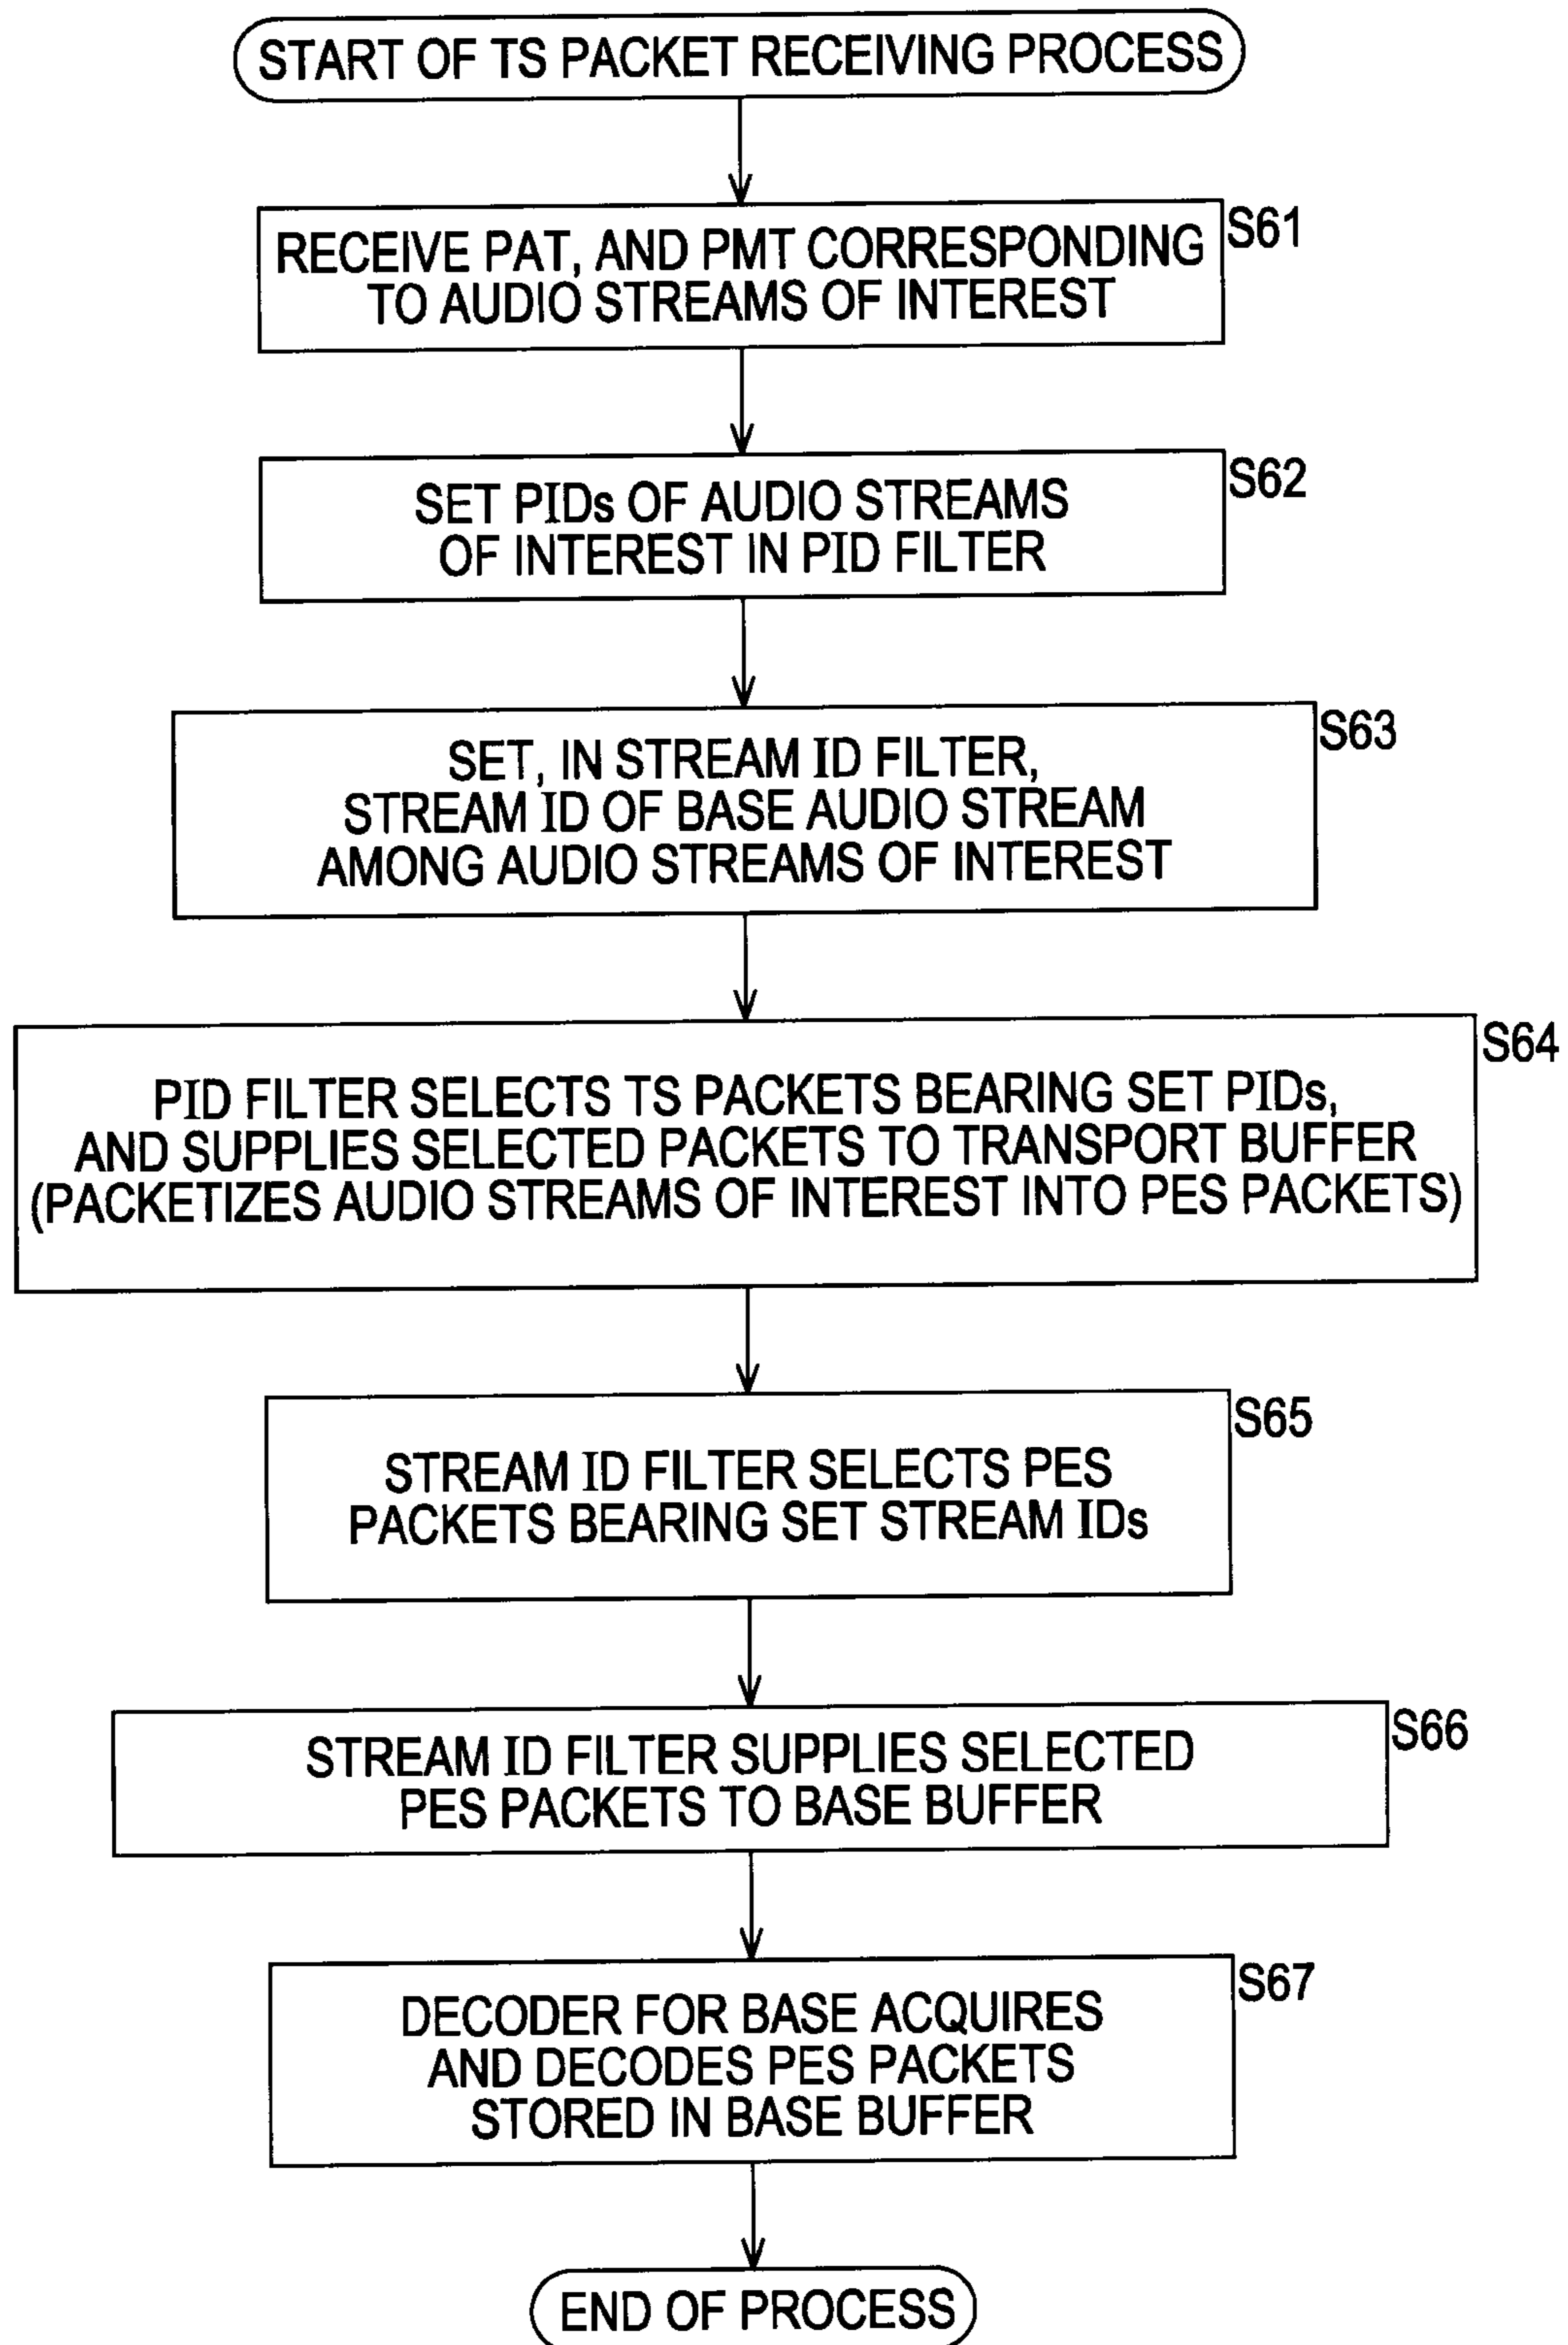 START OF TS PACKET RECEIVING PROCESS
S61
RECEIVE PAT, AND PMT CORRESPONDING
TO AUDIO STREAMS OF INTEREST
S62
SET PIDs OF AUDIO STREAMS
OF INTEREST IN PID FILTER
S63
SET, IN STREAM ID FILTER,
STREAM ID OF BASE AUDIO STREAM
AMONG AUDIO STREAMS OF INTEREST
S64
PID FILTER SELECTS TS PACKETS BEARING SET PIDs,
AND SUPPLIES SELECTED PACKETS TO TRANSPORT BUFFER
(PACKETIZES AUDIO STREAMS OF INTEREST INTO PES PACKETS)
S65
STREAM ID FILTER SELECTS PES
PACKETS BEARING SET STREAM IDs
S66
STREAM ID FILTER SUPPLIES SELECTED
PES PACKETS TO BASE BUFFER
S67
DECODER FOR BASE ACQUIRES
AND DECODES PES PACKETS
STORED IN BASE BUFFER
END OF PROCESS